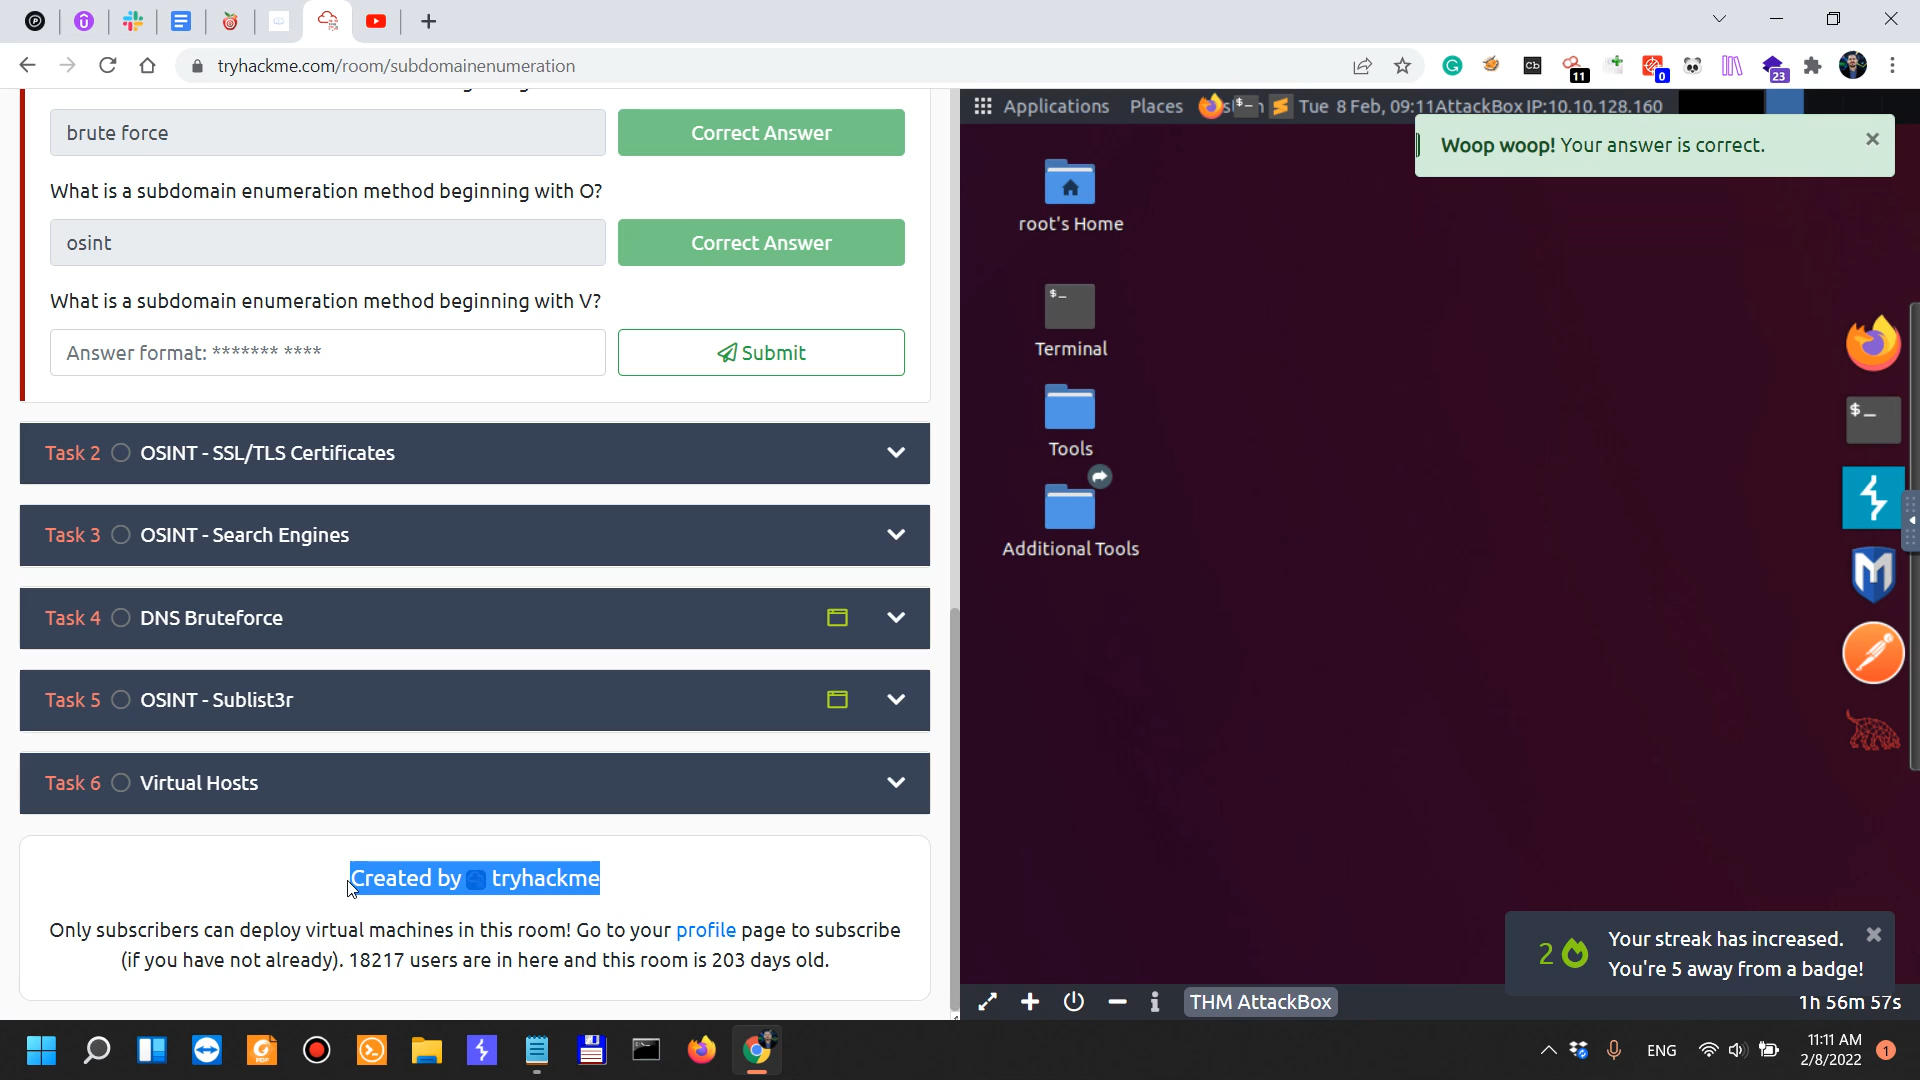 tryhackme.com/room/subdomainenumeration
Cb
11
0
23
brute force
Correct Answer
What is a subdomain enumeration method beginning with O?
osint
Correct Answer
What is a subdomain enumeration method beginning with V?
Answer format: ******* ****
Submit
Task 2 OSINT - SSL/TLS Certificates
Task 3 OSINT - Search Engines
Task 4 DNS Bruteforce
Task 5 OSINT - Sublist3r
Task 6 Virtual Hosts
Created by tryhackme
Only subscribers can deploy virtual machines in this room! Go to your profile page to subscribe
(if you have not already). 18217 users are in here and this room is 203 days old.
Applications Places Tue 8 Feb, 09:11 AttackBox IP:10.10.128.160
Woop woop! Your answer is correct.
root's Home
Terminal
Tools
Additional Tools
2
Your streak has increased.
You're 5 away from a badge!
THM AttackBox
1h 56m 57s
ENG
11:11 AM
2/8/2022
1